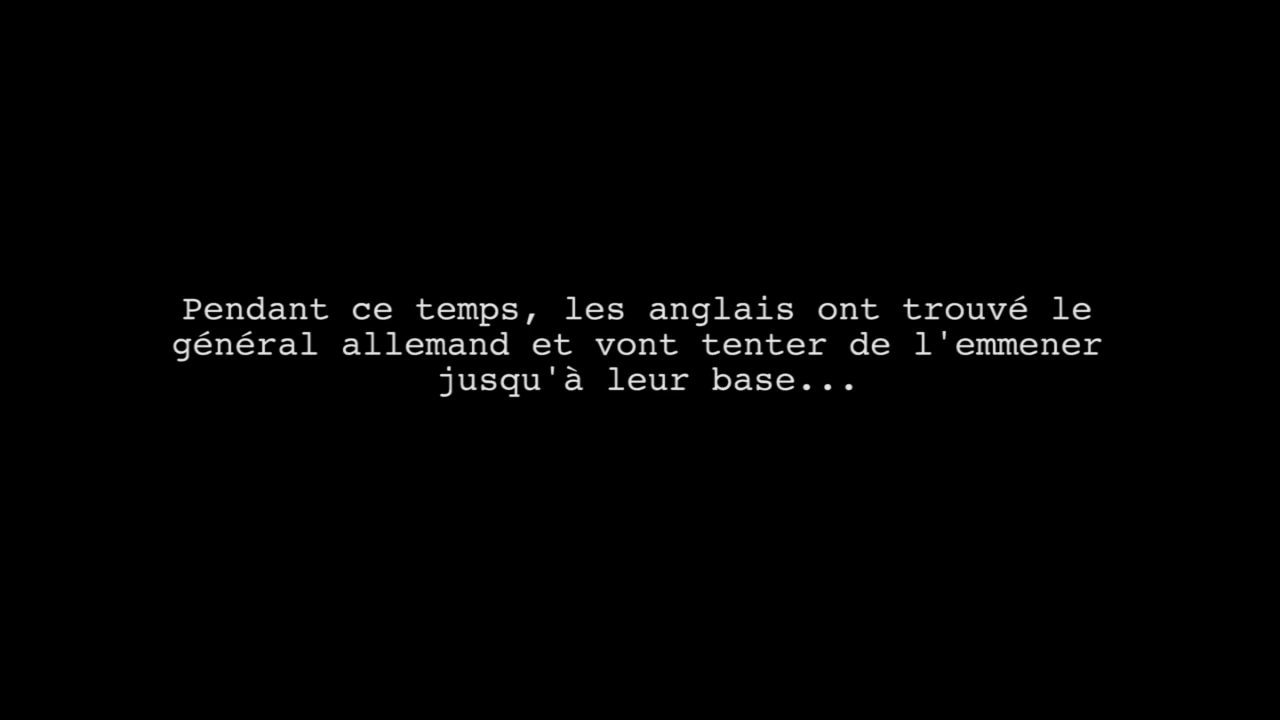 Pendant ce temps, les anglais ont trouvé le
général allemand et vont tenter de l'emmener
jusqu'à leur base...